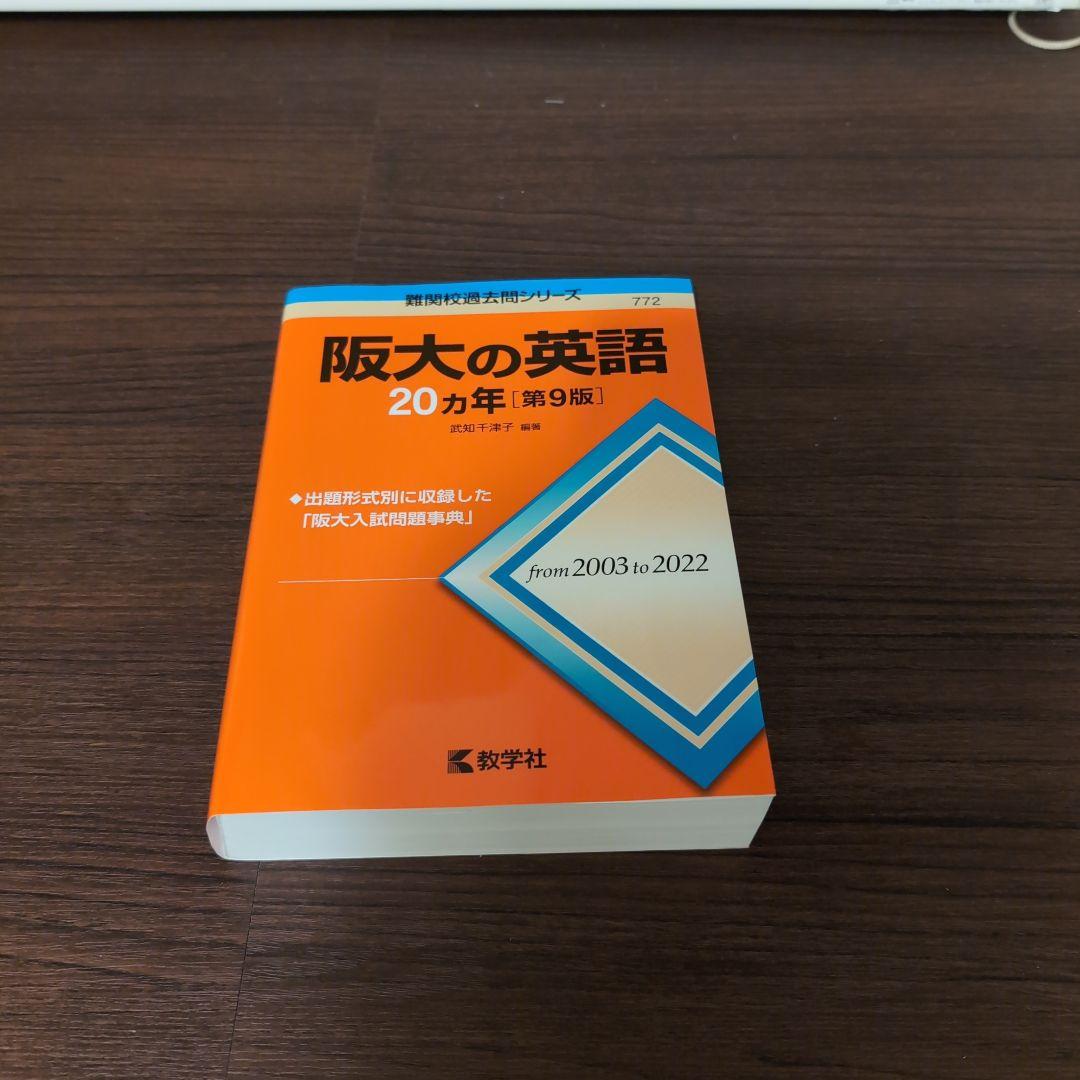 難関校過去問シリーズ 772
阪大の英語
20ヵ年[第9版]
武知千津子 編著
◆出題形式別に収録した
「阪大入試問題事典」
from 2003 to 2022
教学社